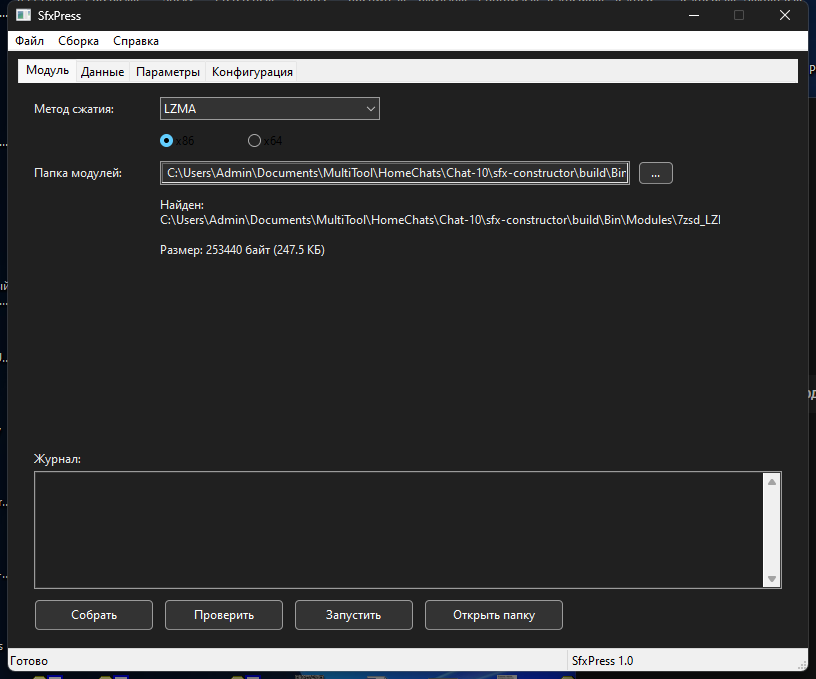 SfxPress
Файл Сборка Справка
Модуль Данные Параметры Конфигурация
Метод сжатия: LZMA
x86 x64
Папка модулей: C:\Users\Admin\Documents\MultiTool\HomeChats\Chat-10\sfx-constructor\build\Bin ...
Найден:
C:\Users\Admin\Documents\MultiTool\HomeChats\Chat-10\sfx-constructor\build\Bin\Modules\7zsd_LZ
Размер: 253440 байт (247.5 КБ)
Журнал:
Собрать Проверить Запустить Открыть папку
Готово SfxPress 1.0